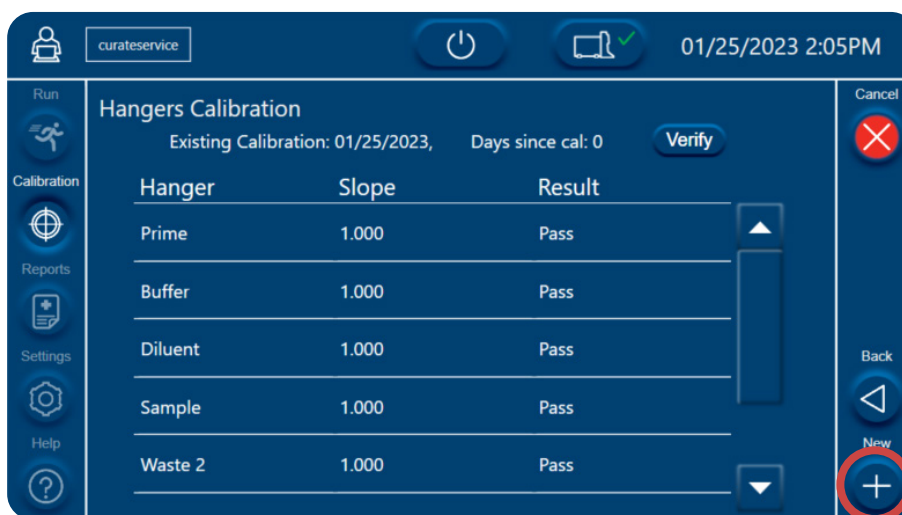 curateservice
01/25/2023 2:05PM
Run
Calibration
Reports
Settings
Help
Hangers Calibration
Existing Calibration: 01/25/2023, Days since cal: 0 Verify
Hanger Slope Result
Prime 1.000 Pass
Buffer 1.000 Pass
Diluent 1.000 Pass
Sample 1.000 Pass
Waste 2 1.000 Pass
Cancel
Back
New